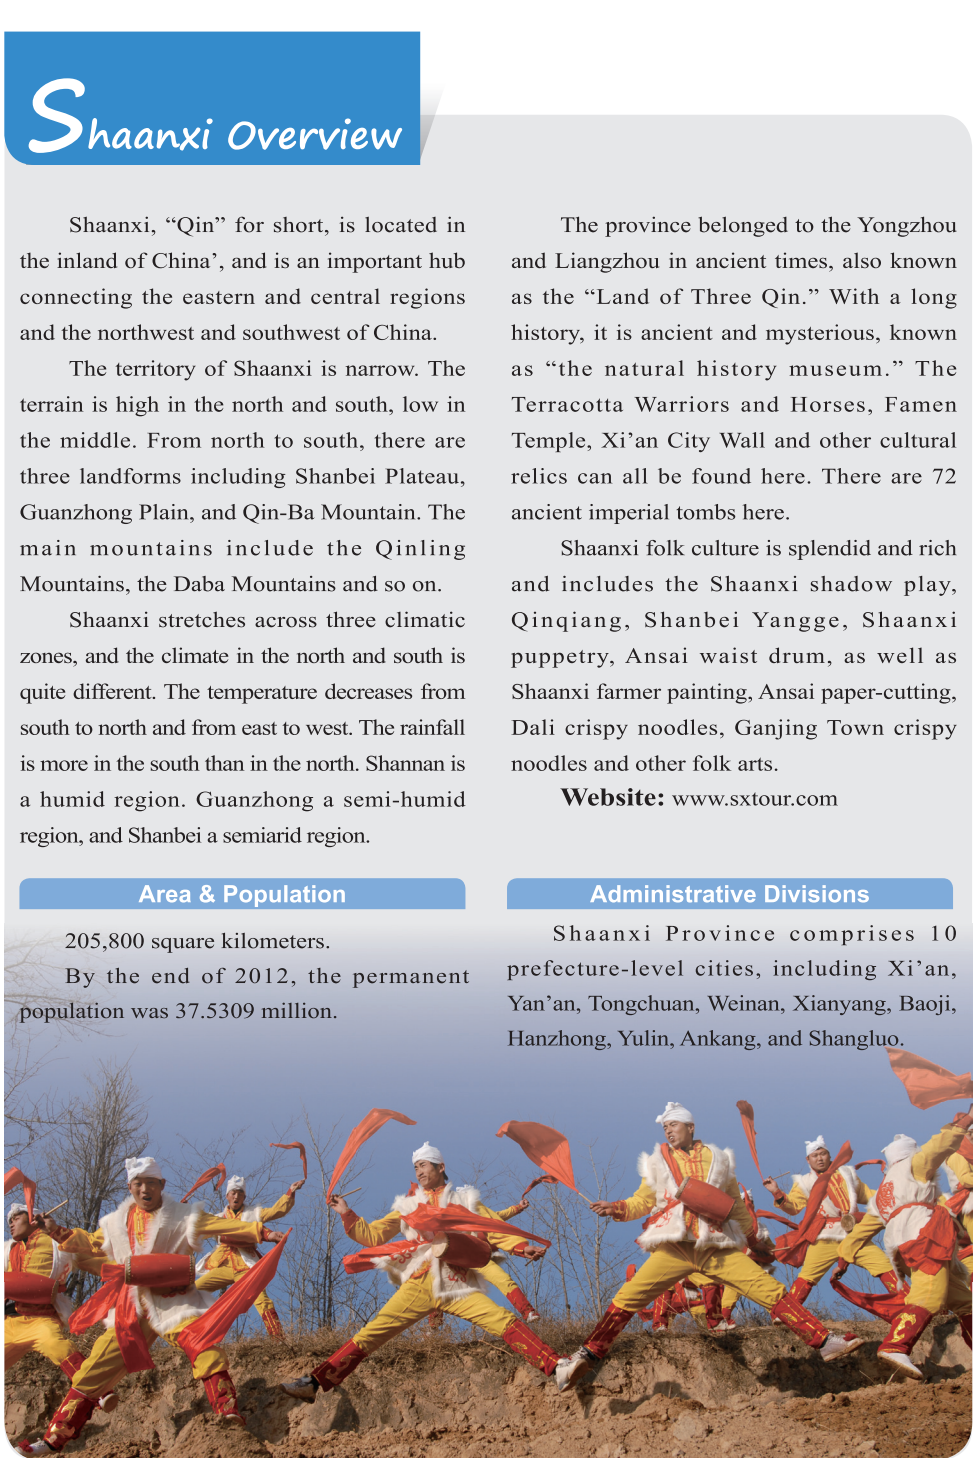 Shaanxi Overview
Shaanxi, “Qin” for short, is located in
the inland of China’, and is an important hub
connecting the eastern and central regions
and the northwest and southwest of China.
The territory of Shaanxi is narrow. The
terrain is high in the north and south, low in
the middle. From north to south, there are
three landforms including Shanbei Plateau,
Guanzhong Plain, and Qin-Ba Mountain. The
main mountains include the Qinling
Mountains, the Daba Mountains and so on.
Shaanxi stretches across three climatic
zones, and the climate in the north and south is
quite different. The temperature decreases from
south to north and from east to west. The rainfall
is more in the south than in the north. Shannan is
a humid region. Guanzhong a semi-humid
region, and Shanbei a semiarid region.
The province belonged to the Yongzhou
and Liangzhou in ancient times, also known
as the “Land of Three Qin.” With a long
history, it is ancient and mysterious, known
as “the natural history museum.” The
Terracotta Warriors and Horses, Famen
Temple, Xi’an City Wall and other cultural
relics can all be found here. There are 72
ancient imperial tombs here.
Shaanxi folk culture is splendid and rich
and includes the Shaanxi shadow play,
Qinqiang, Shanbei Yangge, Shaanxi
puppetry, Ansai waist drum, as well as
Shaanxi farmer painting, Ansai paper-cutting,
Dali crispy noodles, Ganjing Town crispy
noodles and other folk arts.
Website: www.sxtour.com
Area & Population
205,800 square kilometers.
By the end of 2012, the permanent
population was 37.5309 million.
Administrative Divisions
Shaanxi Province comprises 10
prefecture-level cities, including Xi’an,
Yan’an, Tongchuan, Weinan, Xianyang, Baoji,
Hanzhong, Yulin, Ankang, and Shangluo.